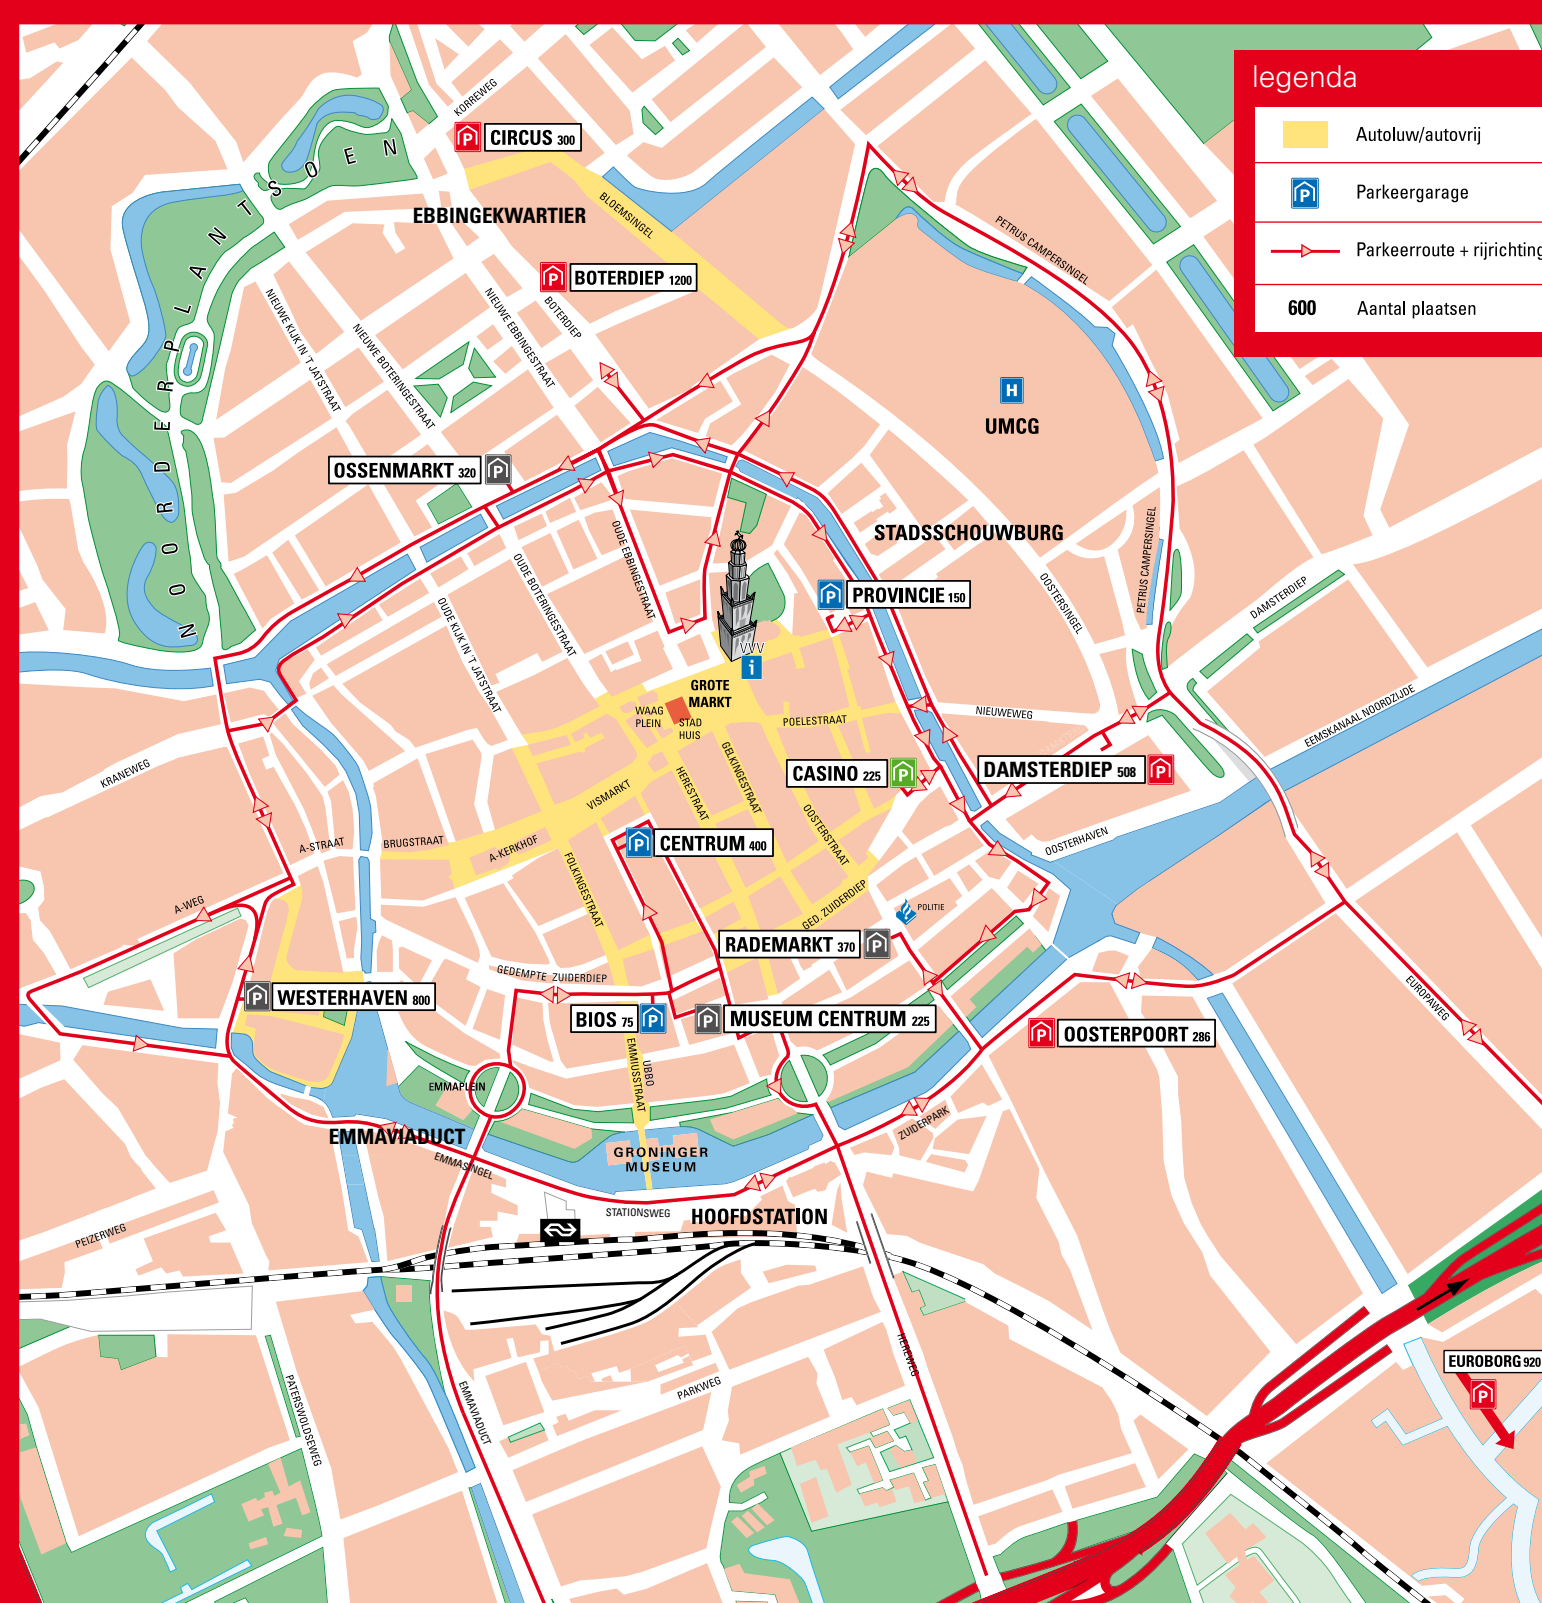 legenda
Autoluw/autovrij
P
Parkeergarage
Parkeerroute + rijrichting
600 Aantal plaatsen
KORREWEG
P CIRCUS 300
NOORDERPLANTSOEN
BLOEMSINGEL
EBBINGEKWARTIER
PETRUS CAMPERSINGEL
P BOTERDIEP 1200
NIEUWE KIJK IN 'T JATSTRAAT
NIEUWE BOTERINGESTRAAT
NIEUWE EBBINGESTRAAT
BOTERDIEP
H
UMCG
OSSENMARKT 320 P
STADSSCHOUWBURG
OUDE EBBINGESTRAAT
OUDE BOTERINGESTRAAT
OUDE KIJK IN 'T JATSTRAAT
PETRUS CAMPERSINGEL
OOSTERSINGEL
DAMSTERDIEP
P PROVINCIE 150
VVV
i
GROTE
MARKT
WAAG
PLEIN
STAD
HUIS
POELESTRAAT
NIEUWEWEG
EEMSKANAAL NOORDZIJDE
KRANEWEG
GELKINGESTRAAT
HERESTRAAT
CASINO 225 P
DAMSTERDIEP 508 P
VISMARKT
OOSTERSTRAAT
A-STRAAT
BRUGSTRAAT
A-KERKHOF
P CENTRUM 400
OOSTERHAVEN
FOLKINGESTRAAT
A-WEG
GED. ZUIDERDIEP
POLITIE
RADEMARKT 370 P
GEDEMPTE ZUIDERDIEP
P WESTERHAVEN 800
BIOS 75 P
P MUSEUM CENTRUM 225
P OOSTERPOORT 286
EUROPAWEG
UBBO
EMMIUSSTRAAT
EMMAPLEIN
ZUIDERPARK
EMMAVIADUCT
GRONINGER
MUSEUM
EMMASINGEL
STATIONSWEG
HOOFDSTATION
PEIZERWEG
HEREWEG
PARKWEG
EMMAVIADUCT
PATERSWOLDSEWEG
EUROBORG 920
P